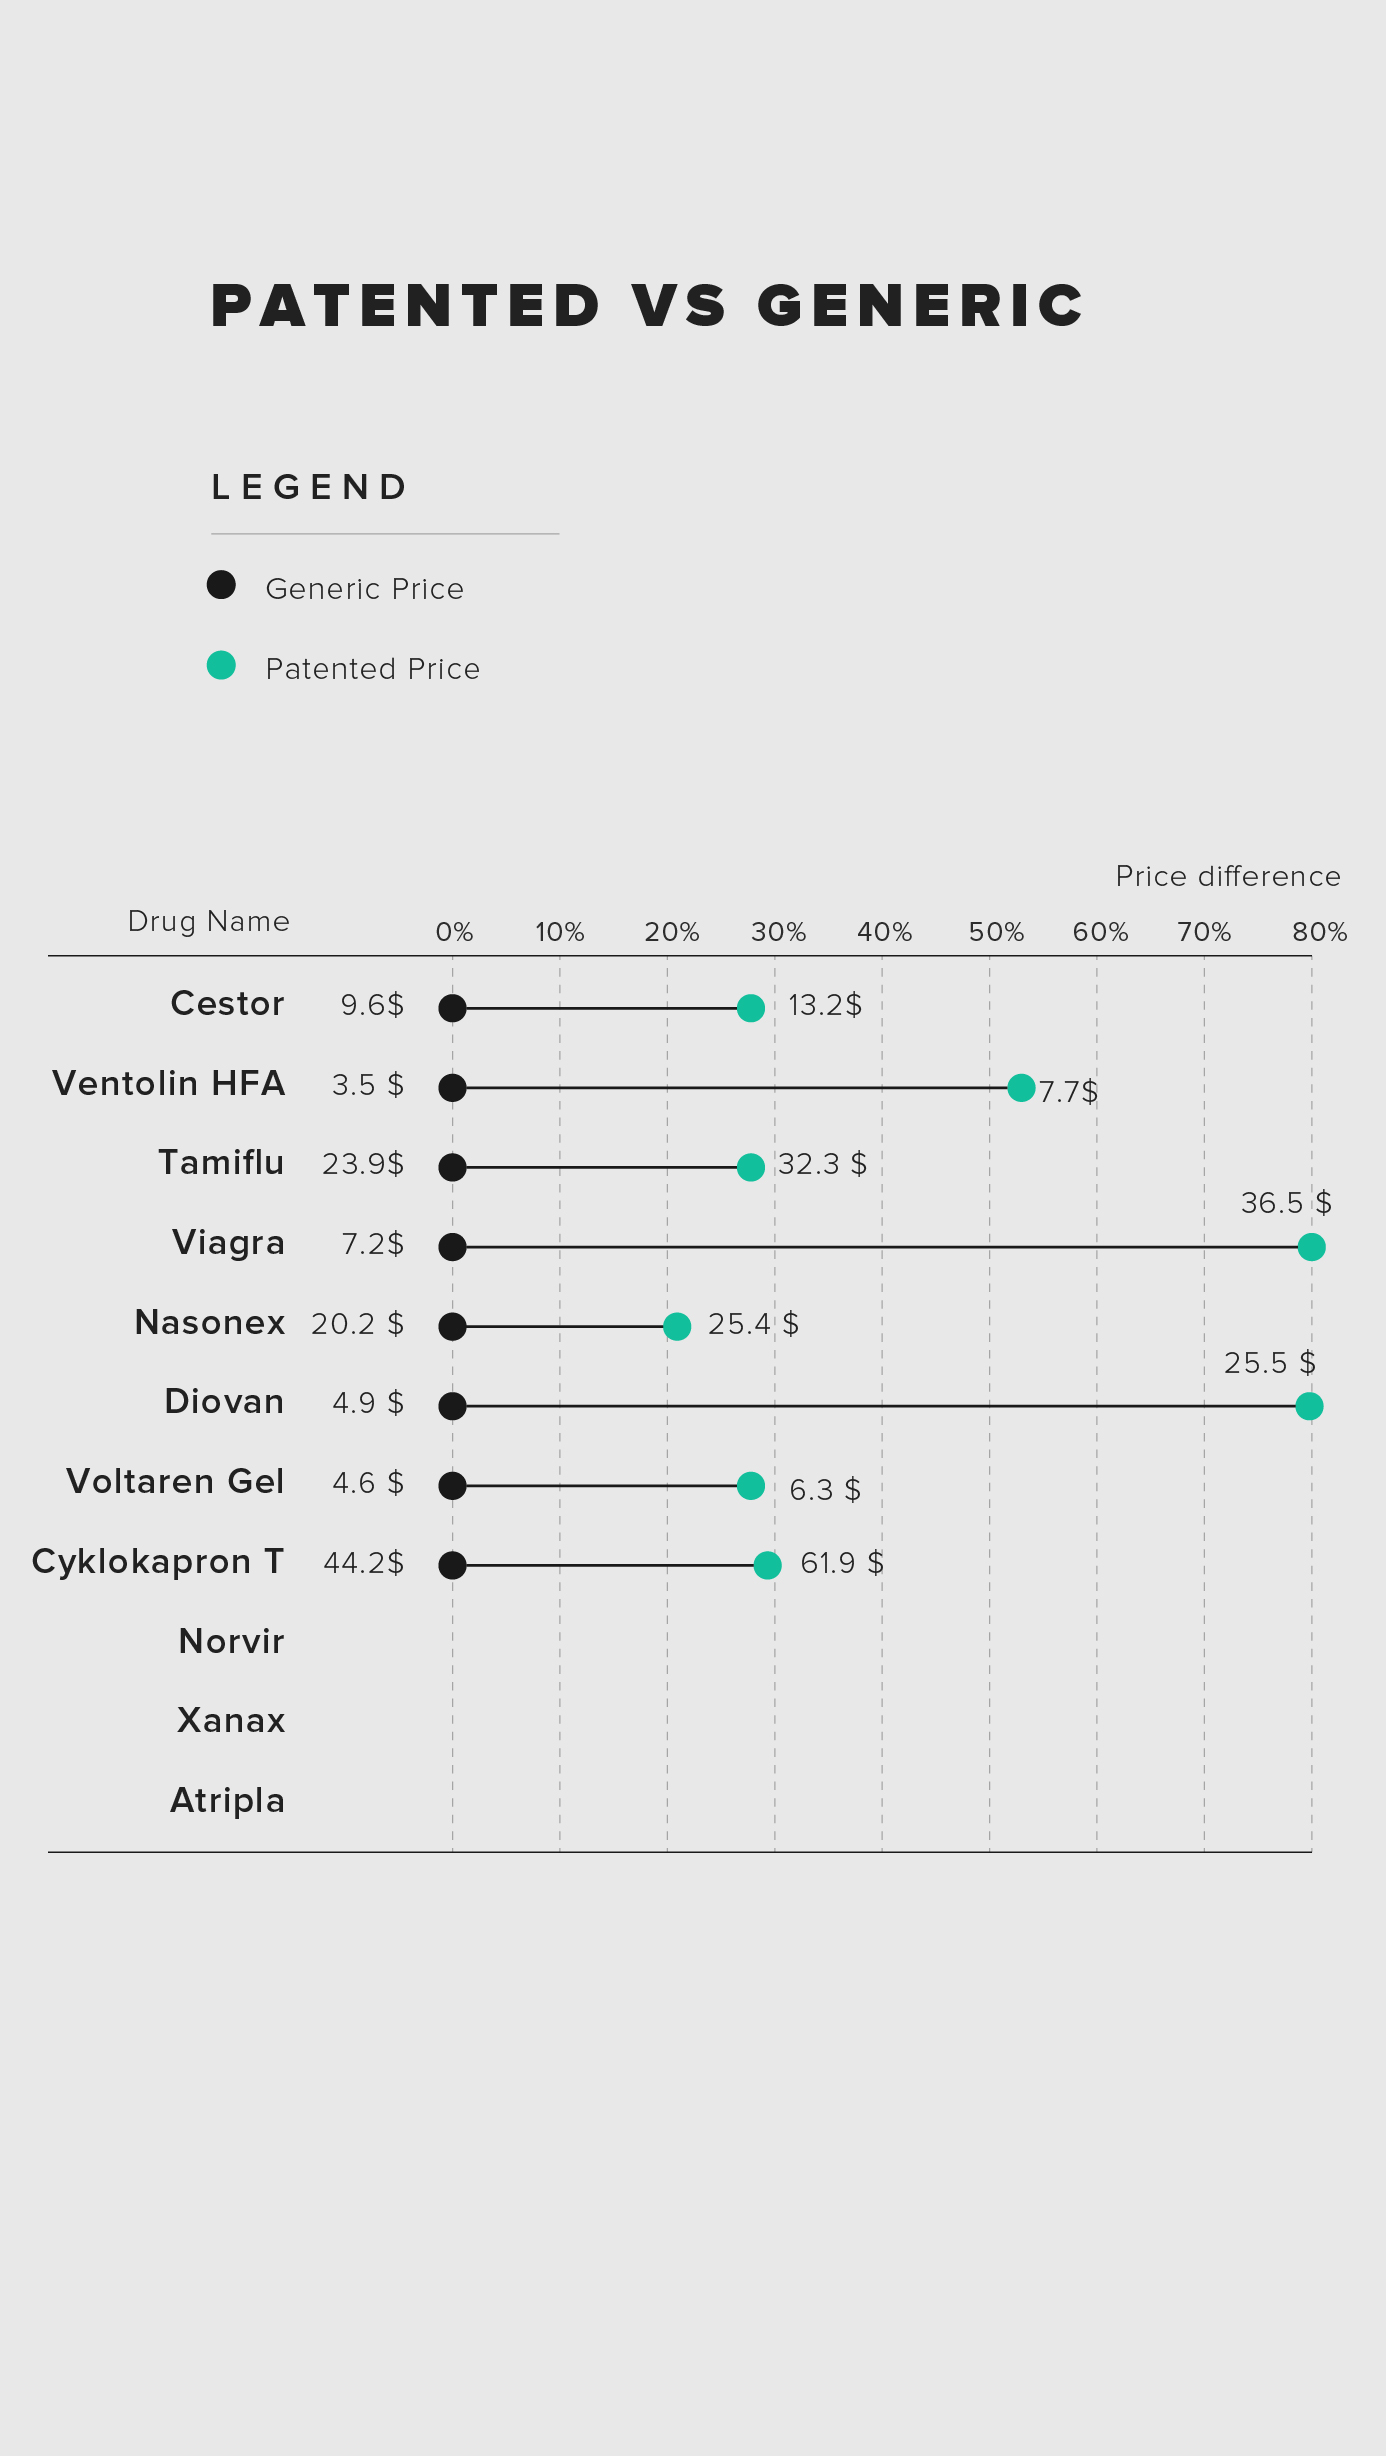 PATENTED VS GENERIC
LEGEND
Generic Price
Patented Price
Price difference
Drug Name 0% 10% 20% 30% 40% 50% 60% 70% 80%
Cestor 9.6$ 13.2$
Ventolin HFA 3.5 $ 7.7$
Tamiflu 23.9$ 32.3 $
36.5 $
Viagra 7.2$
Nasonex 20.2 $ 25.4 $
25.5 $
Diovan 4.9 $
Voltaren Gel 4.6 $ 6.3 $
Cyklokapron T 44.2$ 61.9 $
Norvir
Xanax
Atripla